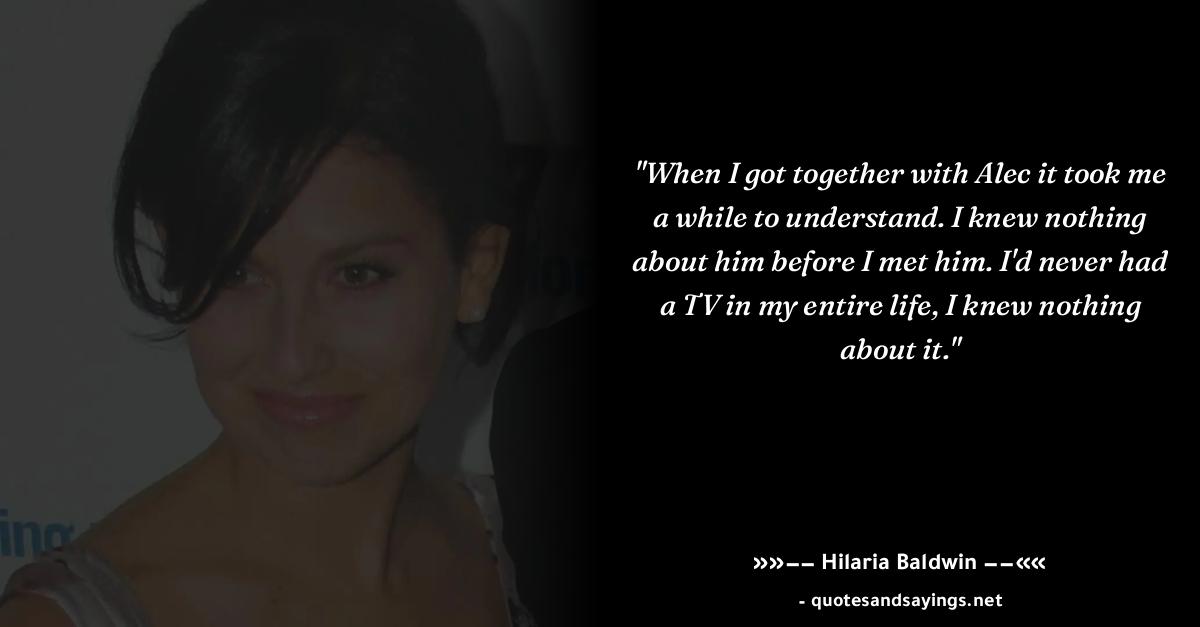 "When I got together with Alec it took me
a while to understand. I knew nothing
about him before I met him. I'd never had
a TV in my entire life, I knew nothing
about it."
ing
»»−− Hilaria Baldwin −−««
- quotesandsayings.net